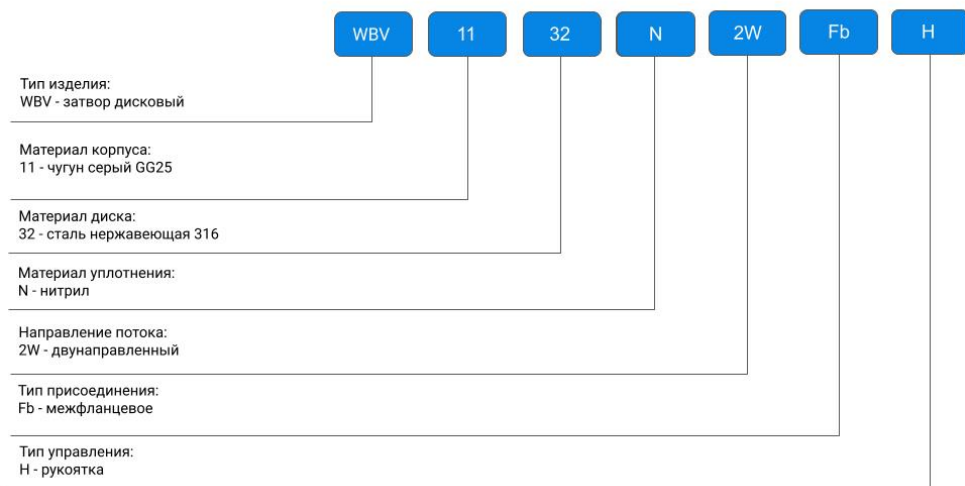 WBV 11 32 N 2W Fb H
Тип изделия:
WBV - затвор дисковый
Материал корпуса:
11 - чугун серый GG25
Материал диска:
32 - сталь нержавеющая 316
Материал уплотнения:
N - нитрил
Направление потока:
2W - двунаправленный
Тип присоединения:
Fb - межфланцевое
Тип управления:
H - рукоятка